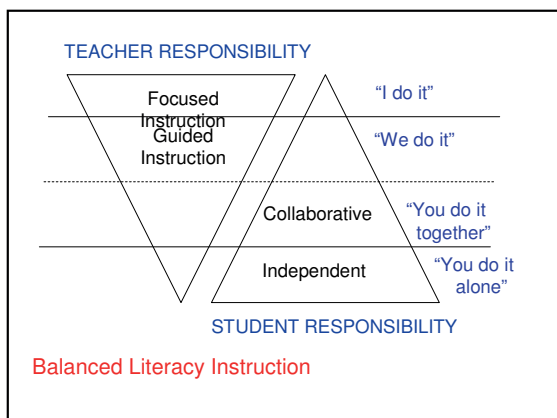 TEACHER RESPONSIBILITY
Focused
Instruction
“I do it”
Guided
Instruction
“We do it”
Collaborative
“You do it
together”
Independent
“You do it
alone”
STUDENT RESPONSIBILITY
Balanced Literacy Instruction